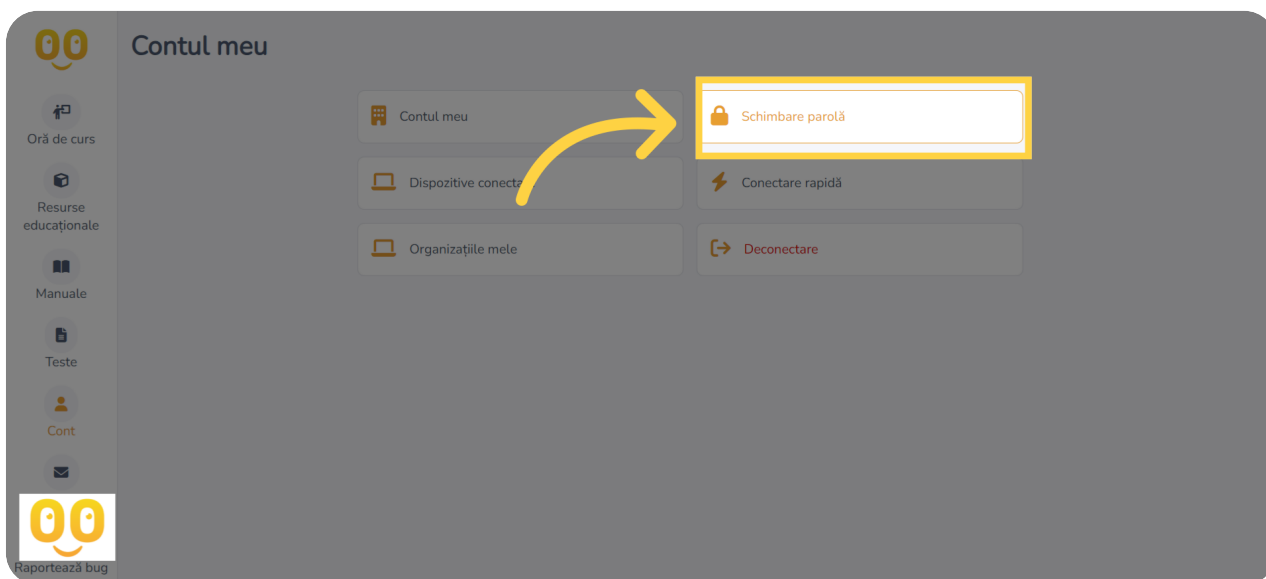 Contul meu
Oră de curs
Resurse
educaționale
Manuale
Teste
Cont
Raportează bug
Contul meu
Schimbare parolă
Dispozitive
Conectare rapidă
Organizațiile mele
Deconectare